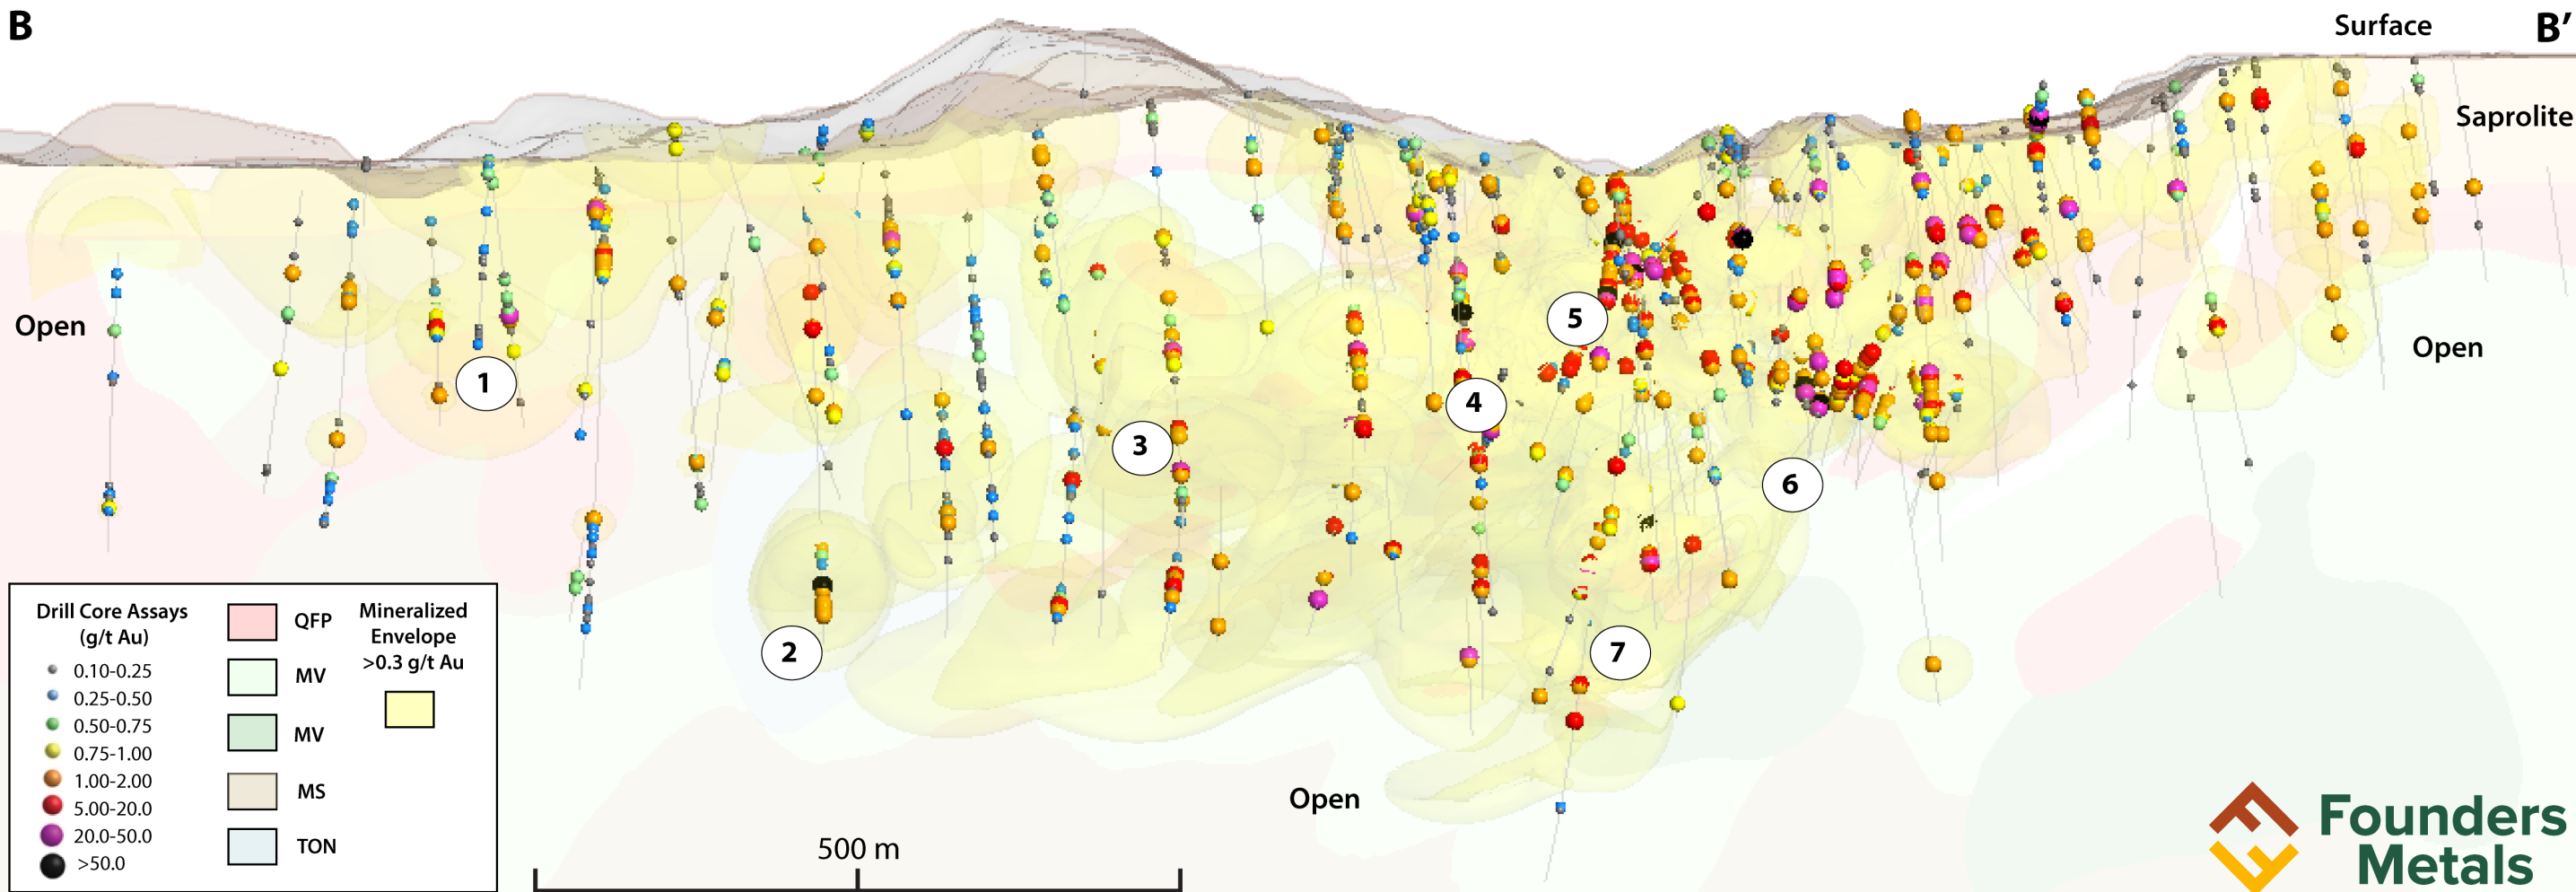 B
Surface
B’
Saprolite
Open
Open
1
2
3
4
5
6
7
Drill Core Assays
(g/t Au)
0.10-0.25
0.25-0.50
0.50-0.75
0.75-1.00
1.00-2.00
5.00-20.0
20.0-50.0
>50.0
QFP
MV
MV
MS
TON
Mineralized
Envelope
>0.3 g/t Au
Open
500 m
Founders
Metals